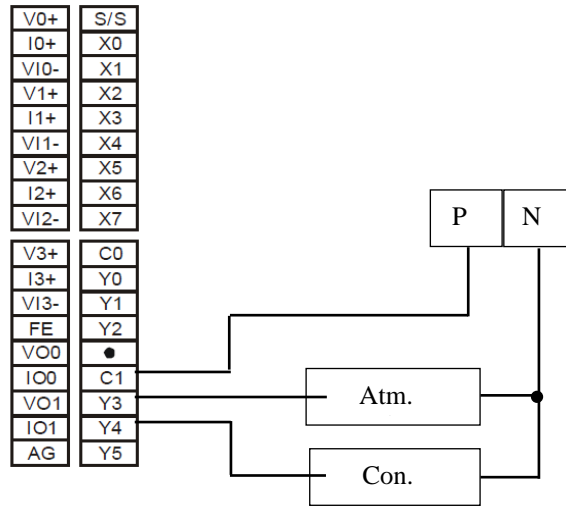 V0+ S/S
I0+ X0
VI0- X1
V1+ X2
I1+ X3
VI1- X4
V2+ X5
I2+ X6
VI2- X7
P N
V3+ C0
I3+ Y0
VI3- Y1
FE Y2
VO0 ●
IO0 C1
VO1 Y3
Atm.
IO1 Y4
AG Y5
Con.